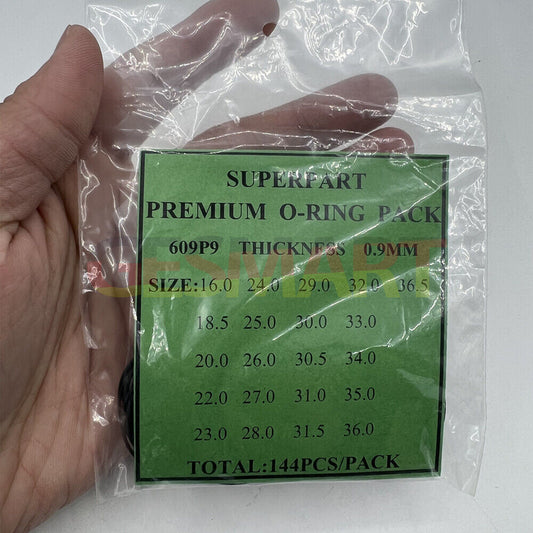 SUPERPART
PREMIUM O-RING PACK
609P9 THICKNESS 0.9MM
SIZE:16.0 24.0 29.0 32.0 36.5
18.5 25.0 30.0 33.0
20.0 26.0 30.5 34.0
22.0 27.0 31.0 35.0
23.0 28.0 31.5 36.0
TOTAL:144PCS/PACK